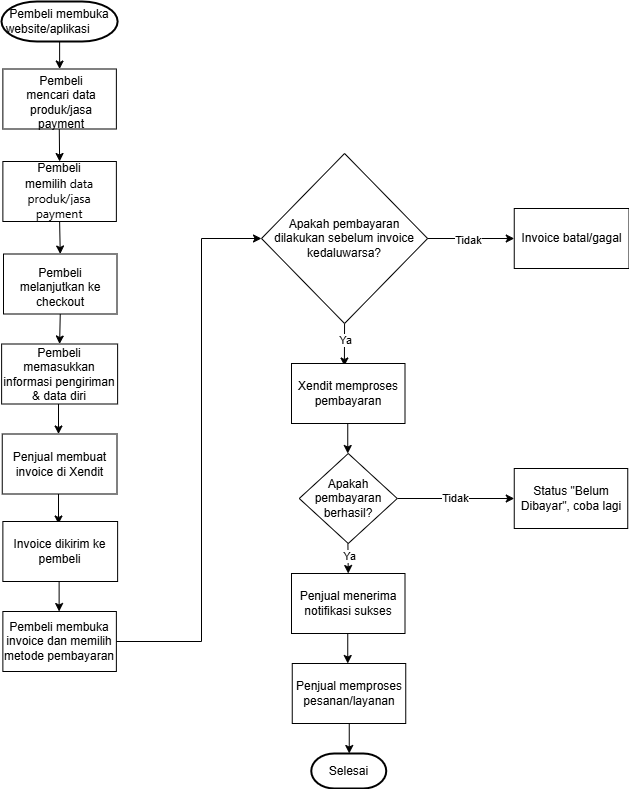 Pembeli membuka
website/aplikasi
Pembeli
mencari data
produk/jasa
payment
Pembeli
memilih data
produk/jasa
payment
Pembeli
melanjutkan ke
checkout
Pembeli
memasukkan
informasi pengiriman
& data diri
Penjual membuat
invoice di Xendit
Invoice dikirim ke
pembeli
Pembeli membuka
invoice dan memilih
metode pembayaran
Apakah pembayaran
dilakukan sebelum invoice
kedaluwarsa?
Tidak
Invoice batal/gagal
Ya
Xendit memproses
pembayaran
Apakah
pembayaran
berhasil?
Tidak
Status "Belum
Dibayar", coba lagi
Ya
Penjual menerima
notifikasi sukses
Penjual memproses
pesanan/layanan
Selesai